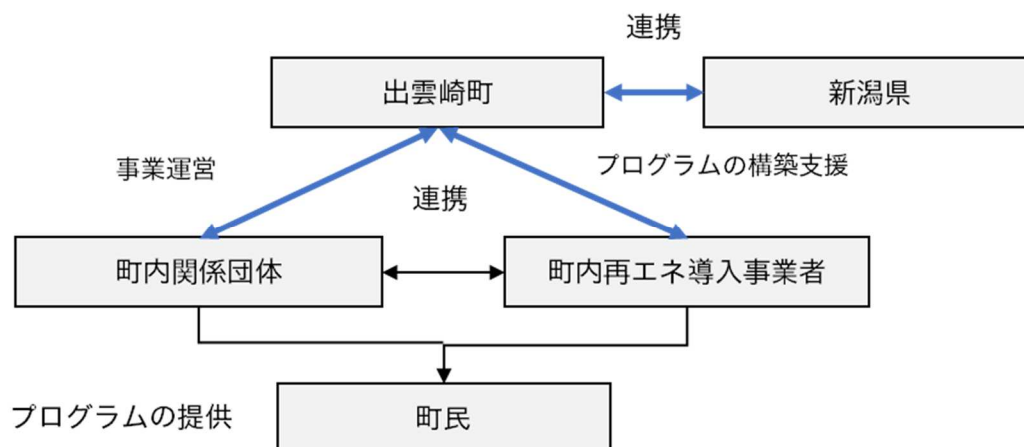 連携
出雲崎町
新潟県
事業運営
プログラムの構築支援
連携
町内関係団体
町内再エネ導入事業者
プログラムの提供
町民